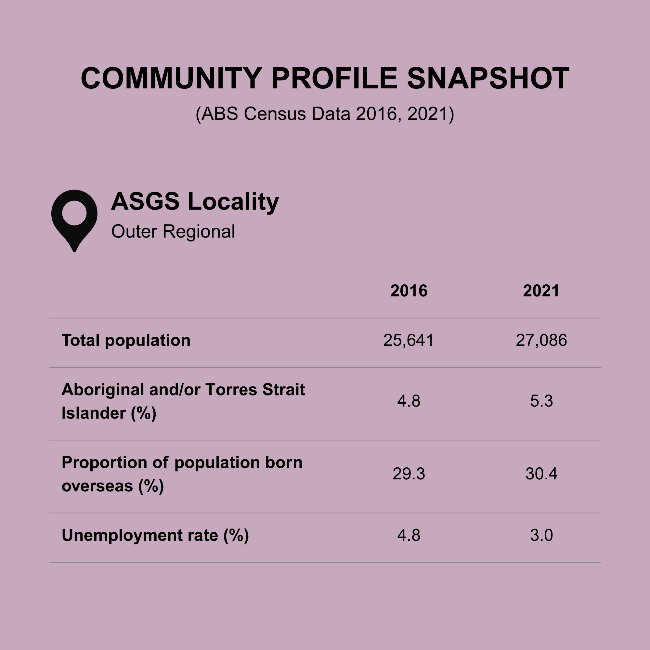 COMMUNITY PROFILE SNAPSHOT
(ABS Census Data 2016, 2021)
ASGS Locality
Outer Regional
2016 2021
Total population 25,641 27,086
Aboriginal and/or Torres Strait
Islander (%) 4.8 5.3
Proportion of population born
overseas (%) 29.3 30.4
Unemployment rate (%) 4.8 3.0